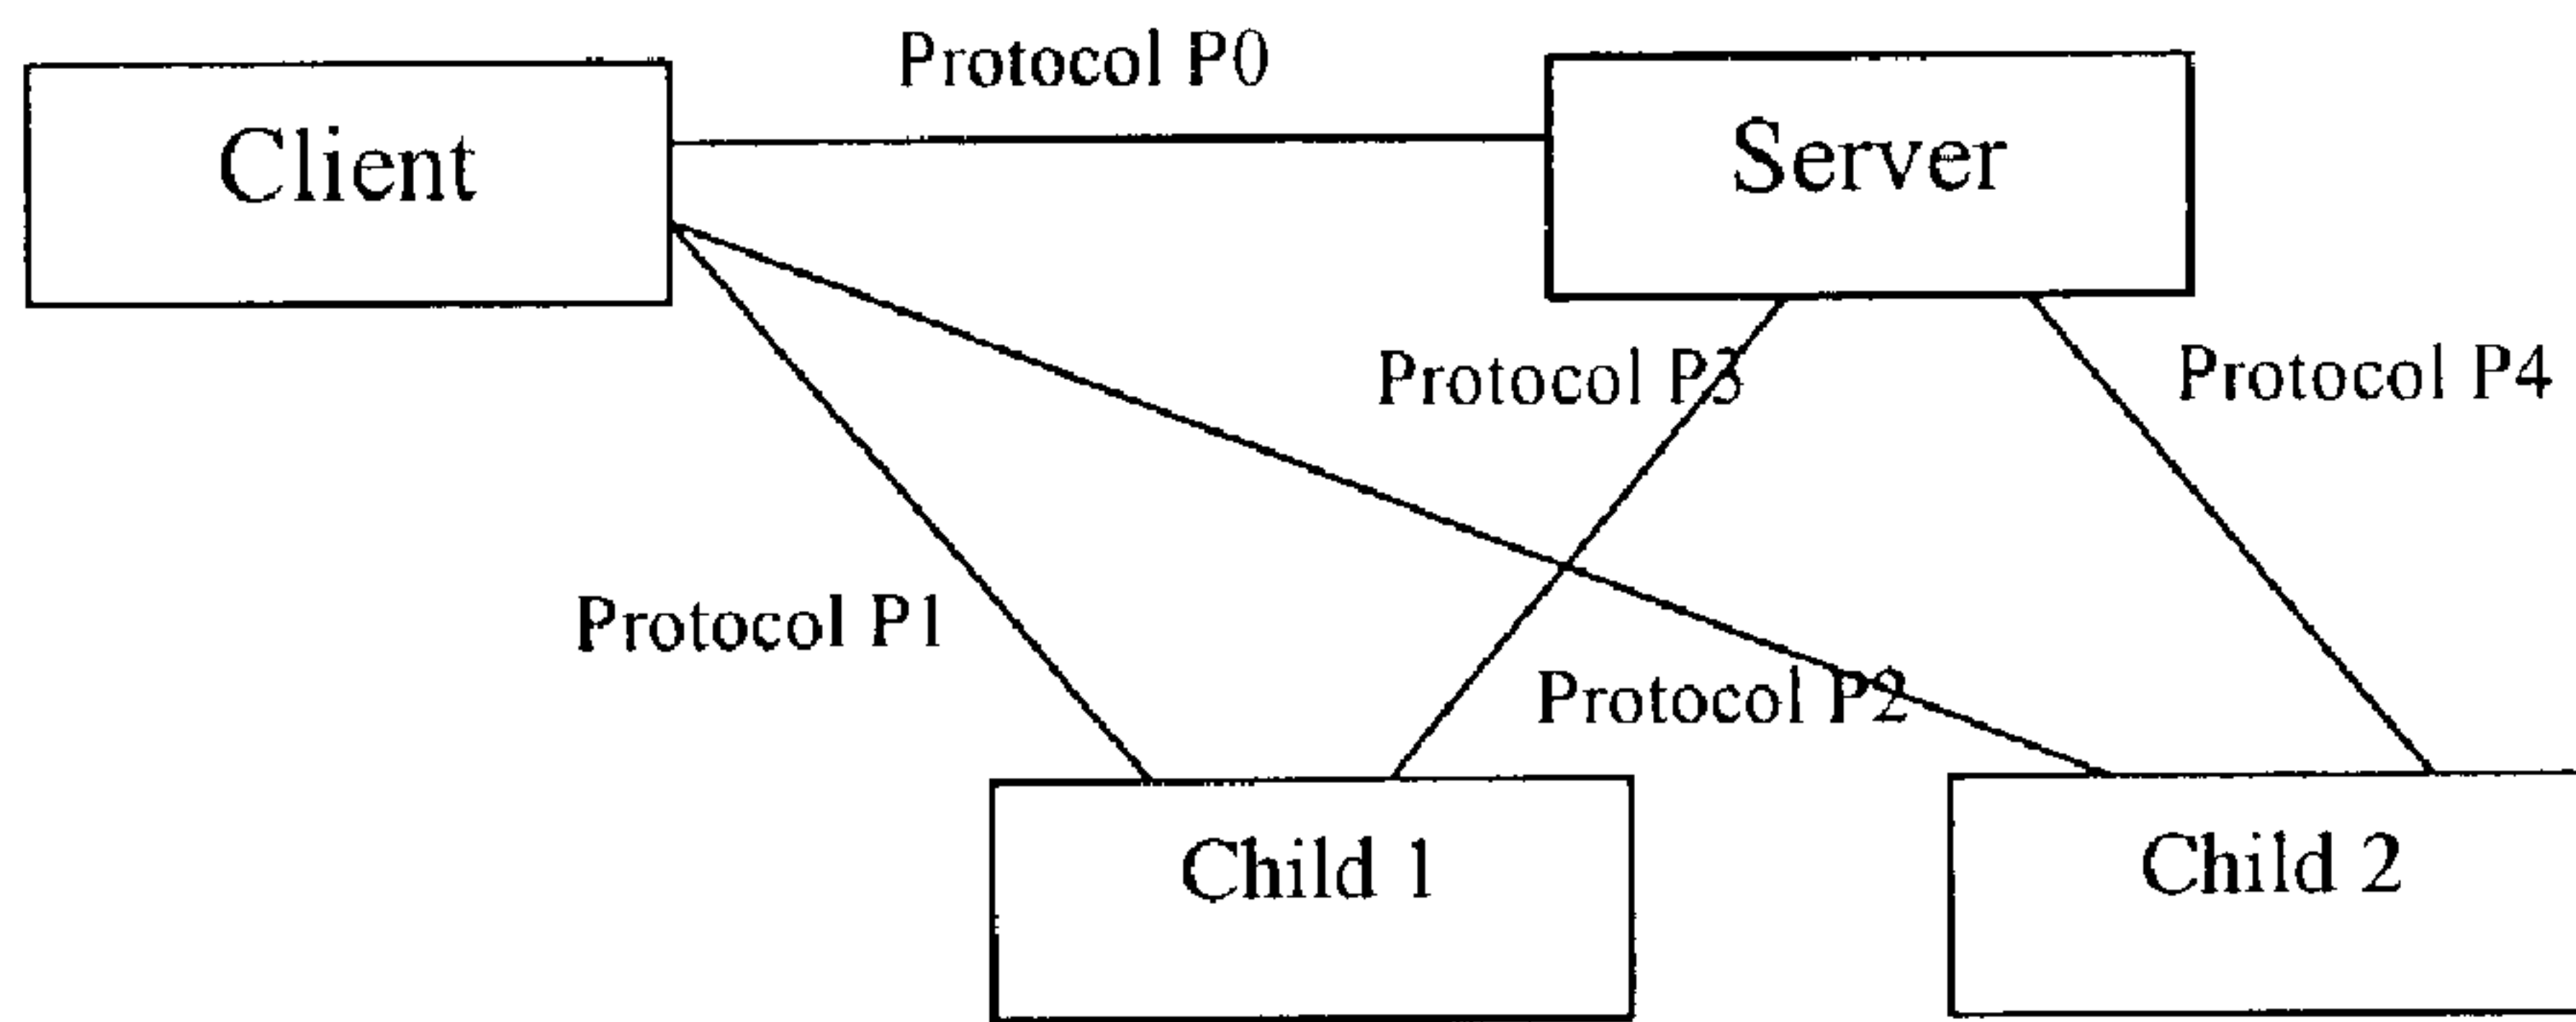 Protocol P0
Client
Server
Protocol P3
Protocol P4
Protocol P1
Protocol P2
Child 1
Child 2